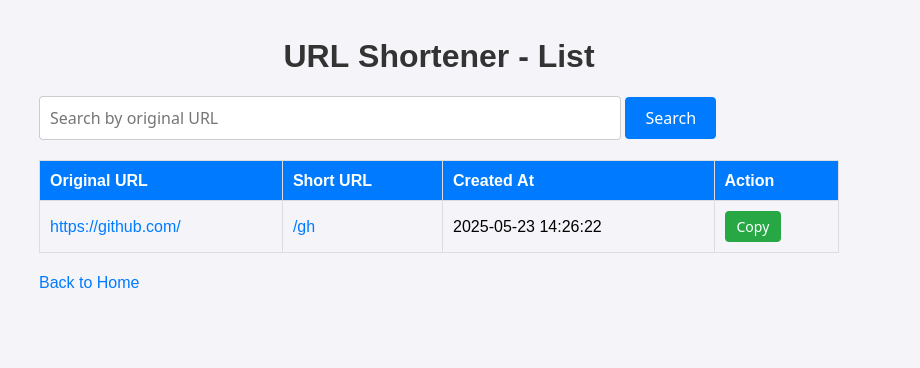 URL Shortener - List
Search by original URL Search
Original URL Short URL Created At Action
https://github.com/ /gh 2025-05-23 14:26:22 Copy
Back to Home